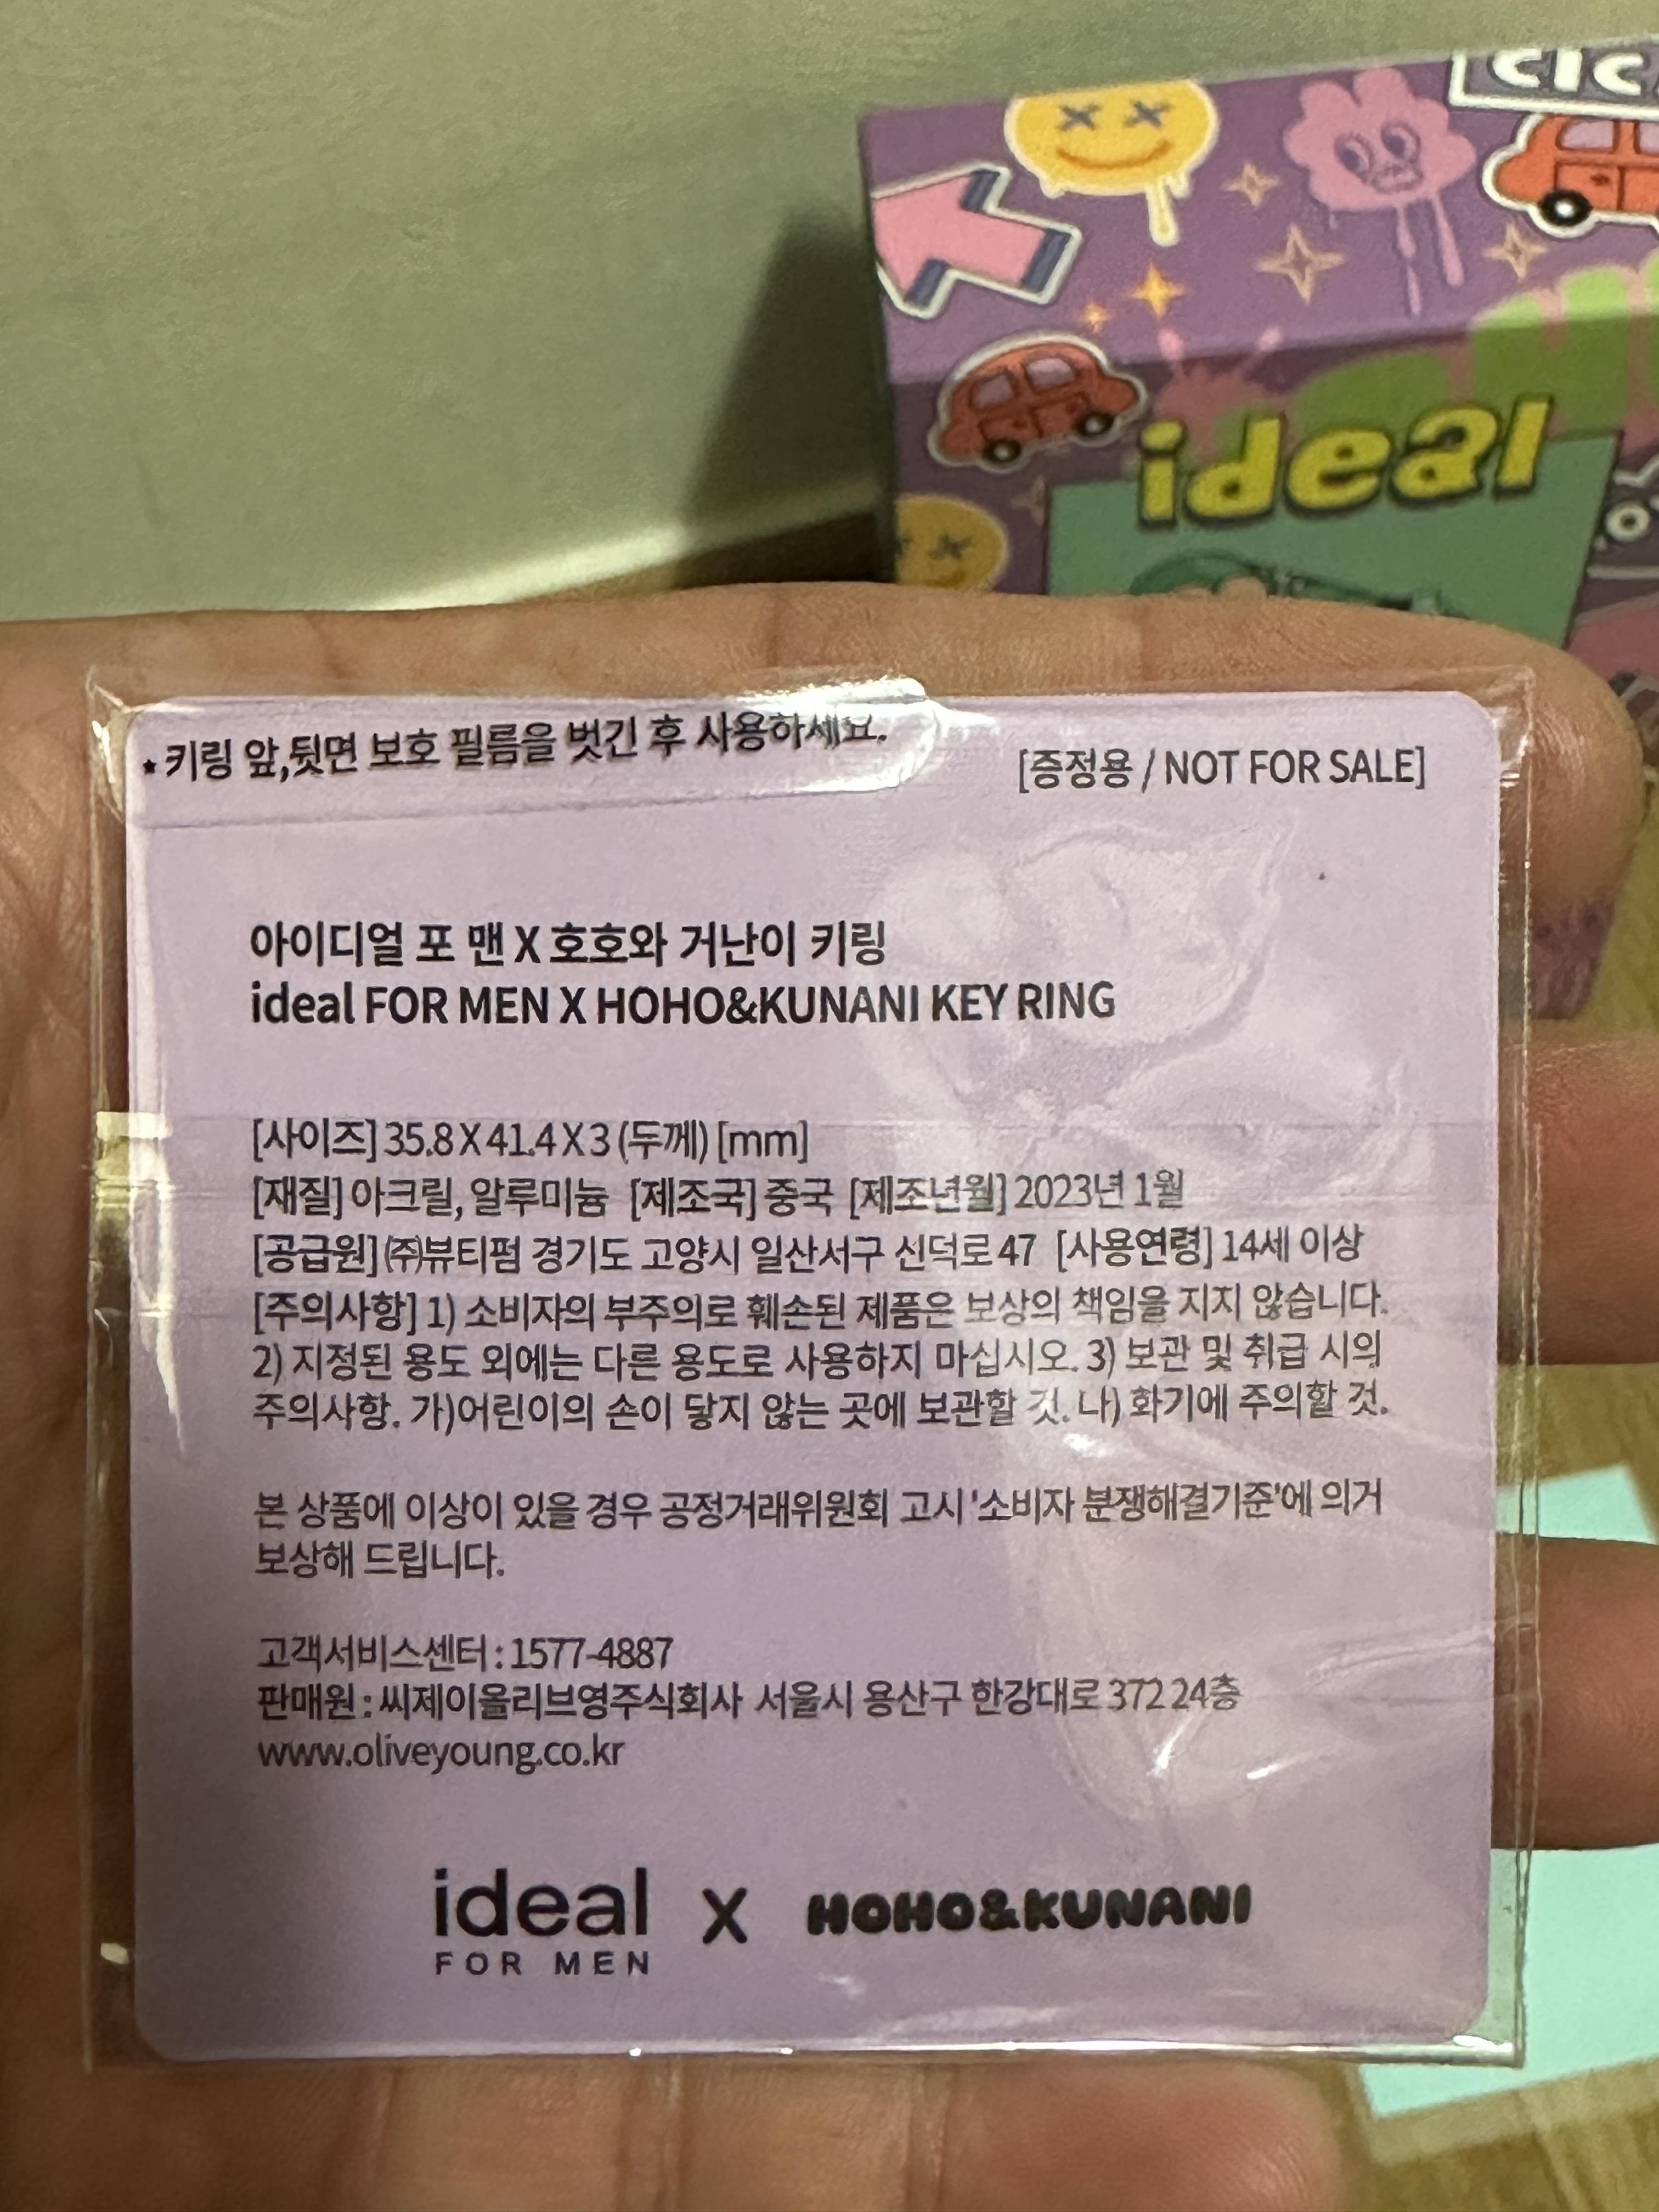 ideal
* 키링 앞,뒷면 보호 필름을 벗긴 후 사용하세요.
[증정용 / NOT FOR SALE]
아이디얼 포 맨 X 호호와 거난이 키링
ideal FOR MEN X HOHO&KUNANI KEY RING
[사이즈] 35.8 X 41.4 X 3 (두께) [mm]
[재질] 아크릴, 알루미늄 [제조국] 중국 [제조년월] 2023년 1월
[공급원] ㈜뷰티펌 경기도 고양시 일산서구 신덕로 47 [사용연령] 14세 이상
[주의사항] 1) 소비자의 부주의로 훼손된 제품은 보상의 책임을 지지 않습니다.
2) 지정된 용도 외에는 다른 용도로 사용하지 마십시오. 3) 보관 및 취급 시의
주의사항. 가)어린이의 손이 닿지 않는 곳에 보관할 것. 나) 화기에 주의할 것.
본 상품에 이상이 있을 경우 공정거래위원회 고시 '소비자 분쟁해결기준'에 의거
보상해 드립니다.
고객서비스센터 : 1577-4887
판매원 : 씨제이올리브영주식회사 서울시 용산구 한강대로 372 24층
www.oliveyoung.co.kr
ideal X HOHO&KUNANI
FOR MEN